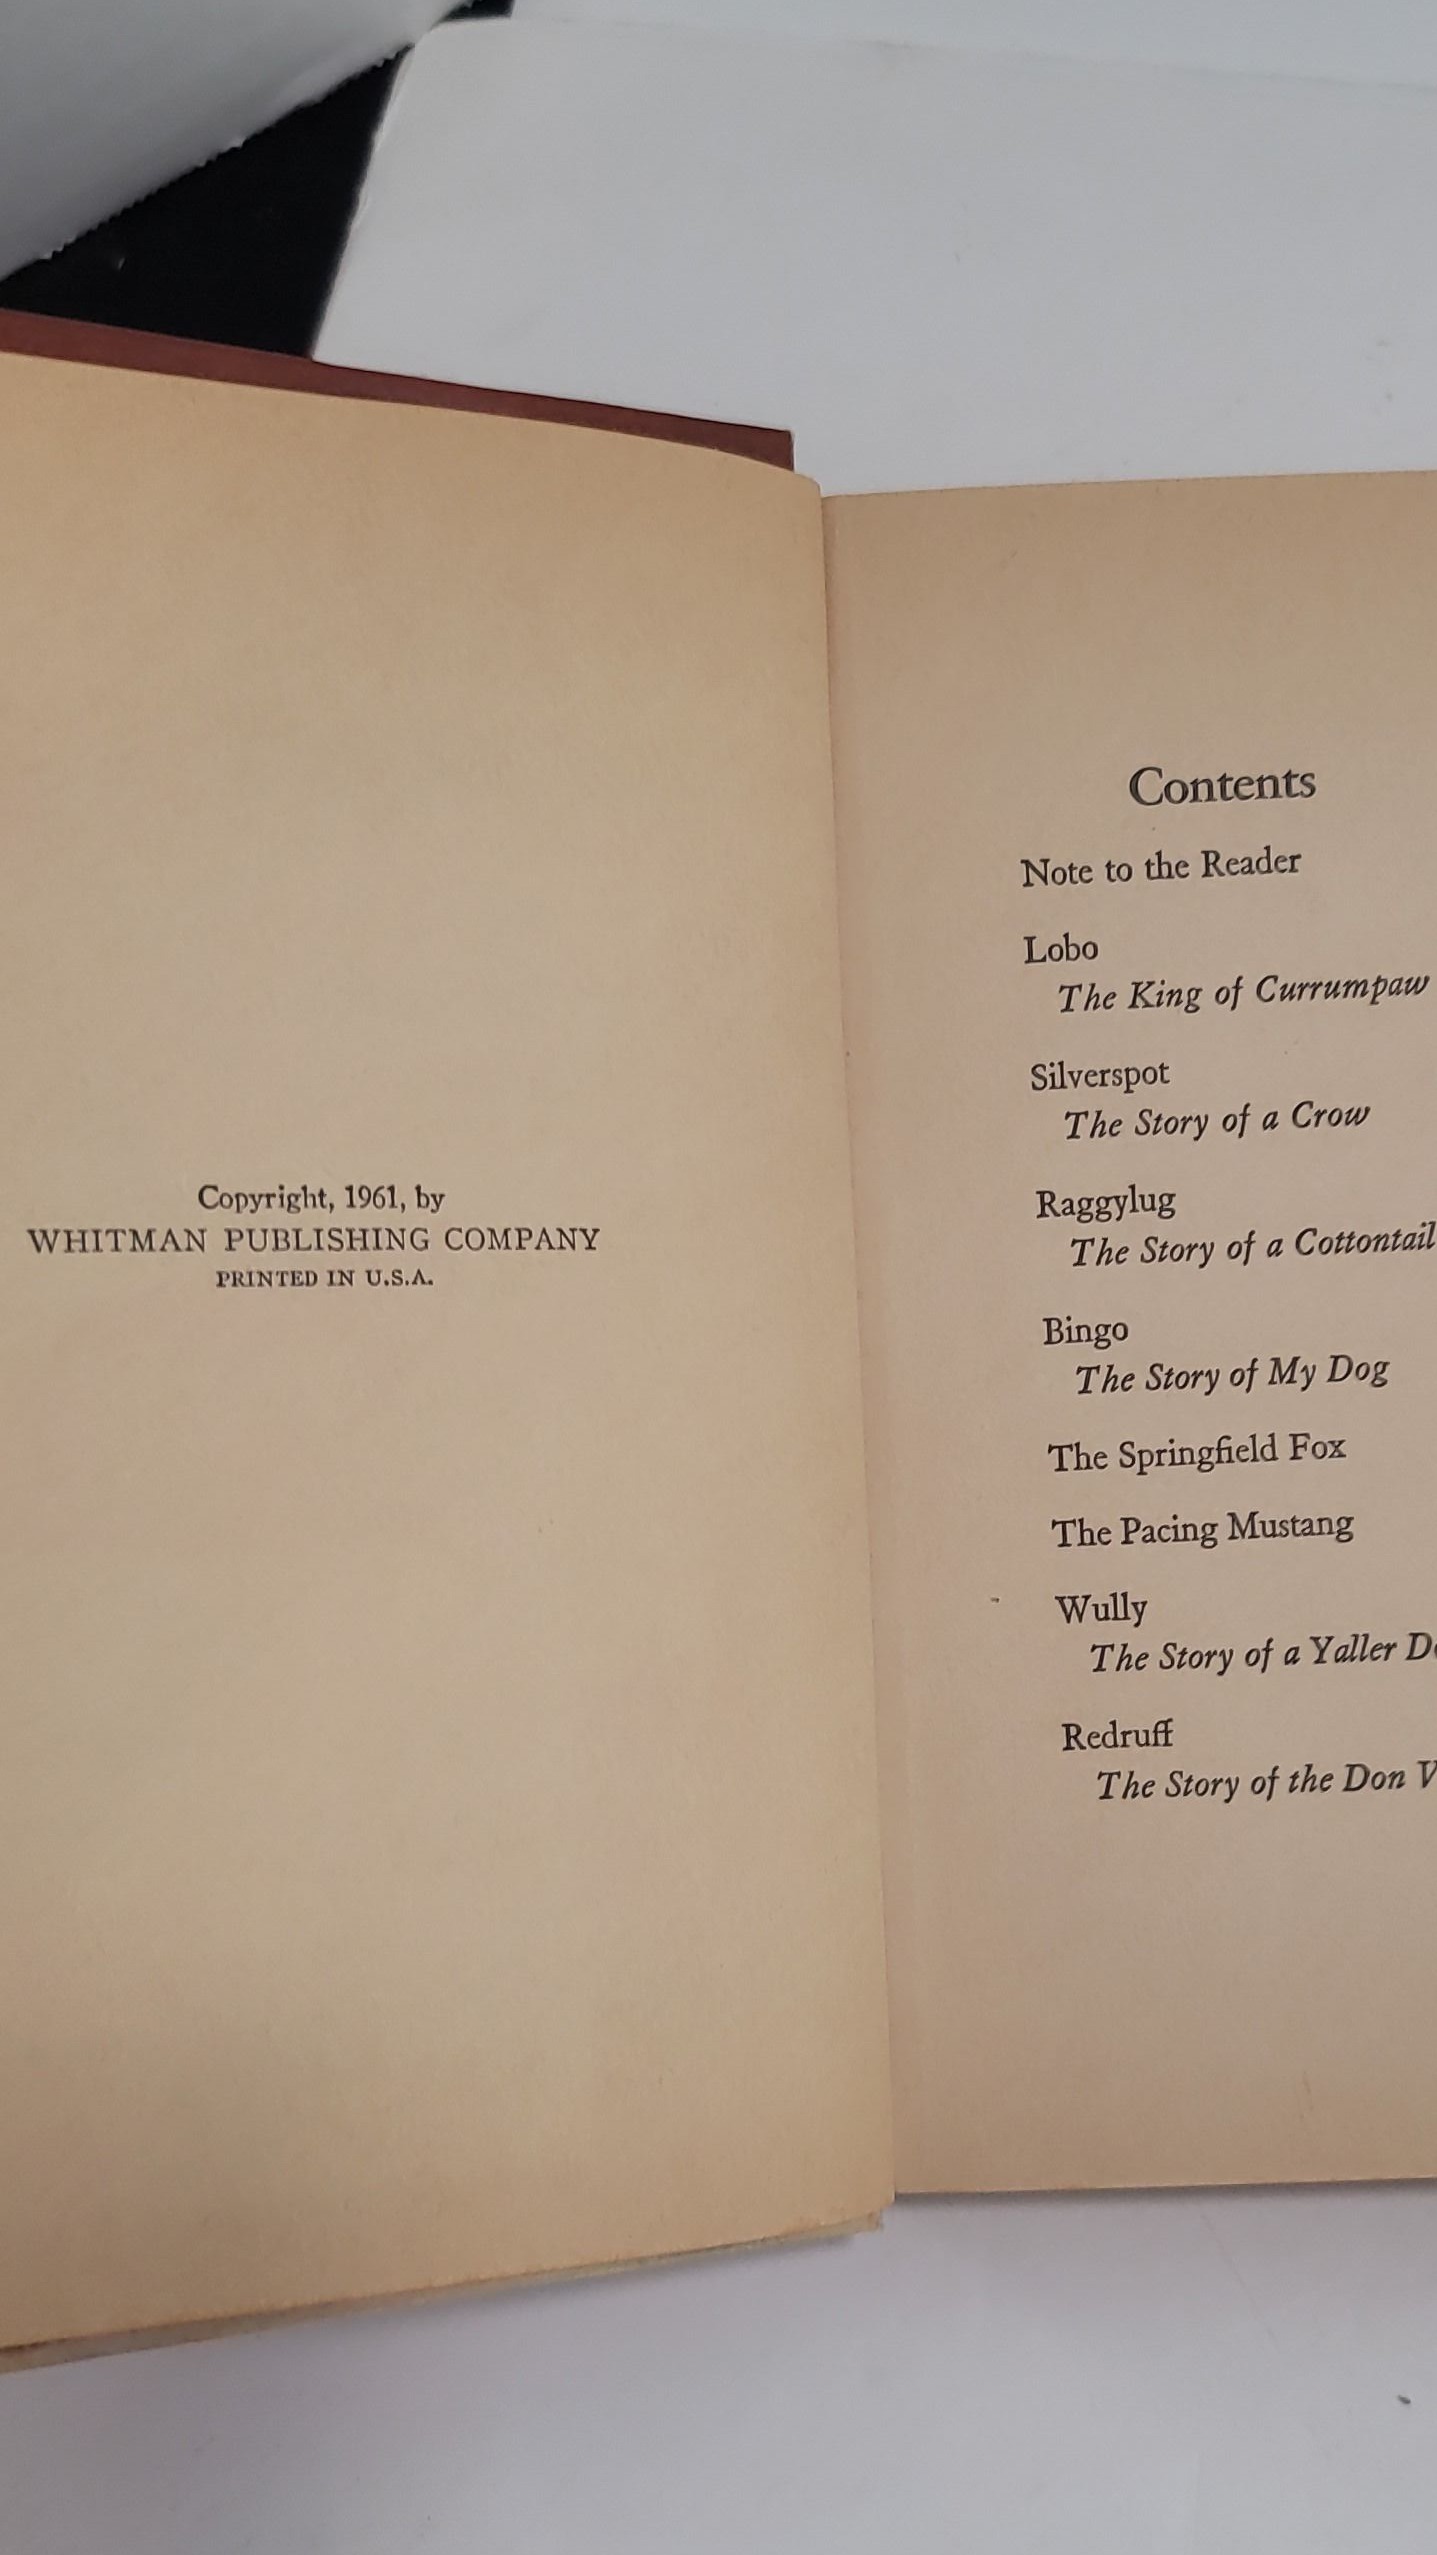 Copyright, 1961, by
WHITMAN PUBLISHING COMPANY
PRINTED IN U.S.A.
Contents
Note to the Reader
Lobo
The King of Currumpaw
Silverspot
The Story of a Crow
Raggylug
The Story of a Cottontail
Bingo
The Story of My Dog
The Springfield Fox
The Pacing Mustang
Wully
The Story of a Yaller
Redruff
The Story of the Don